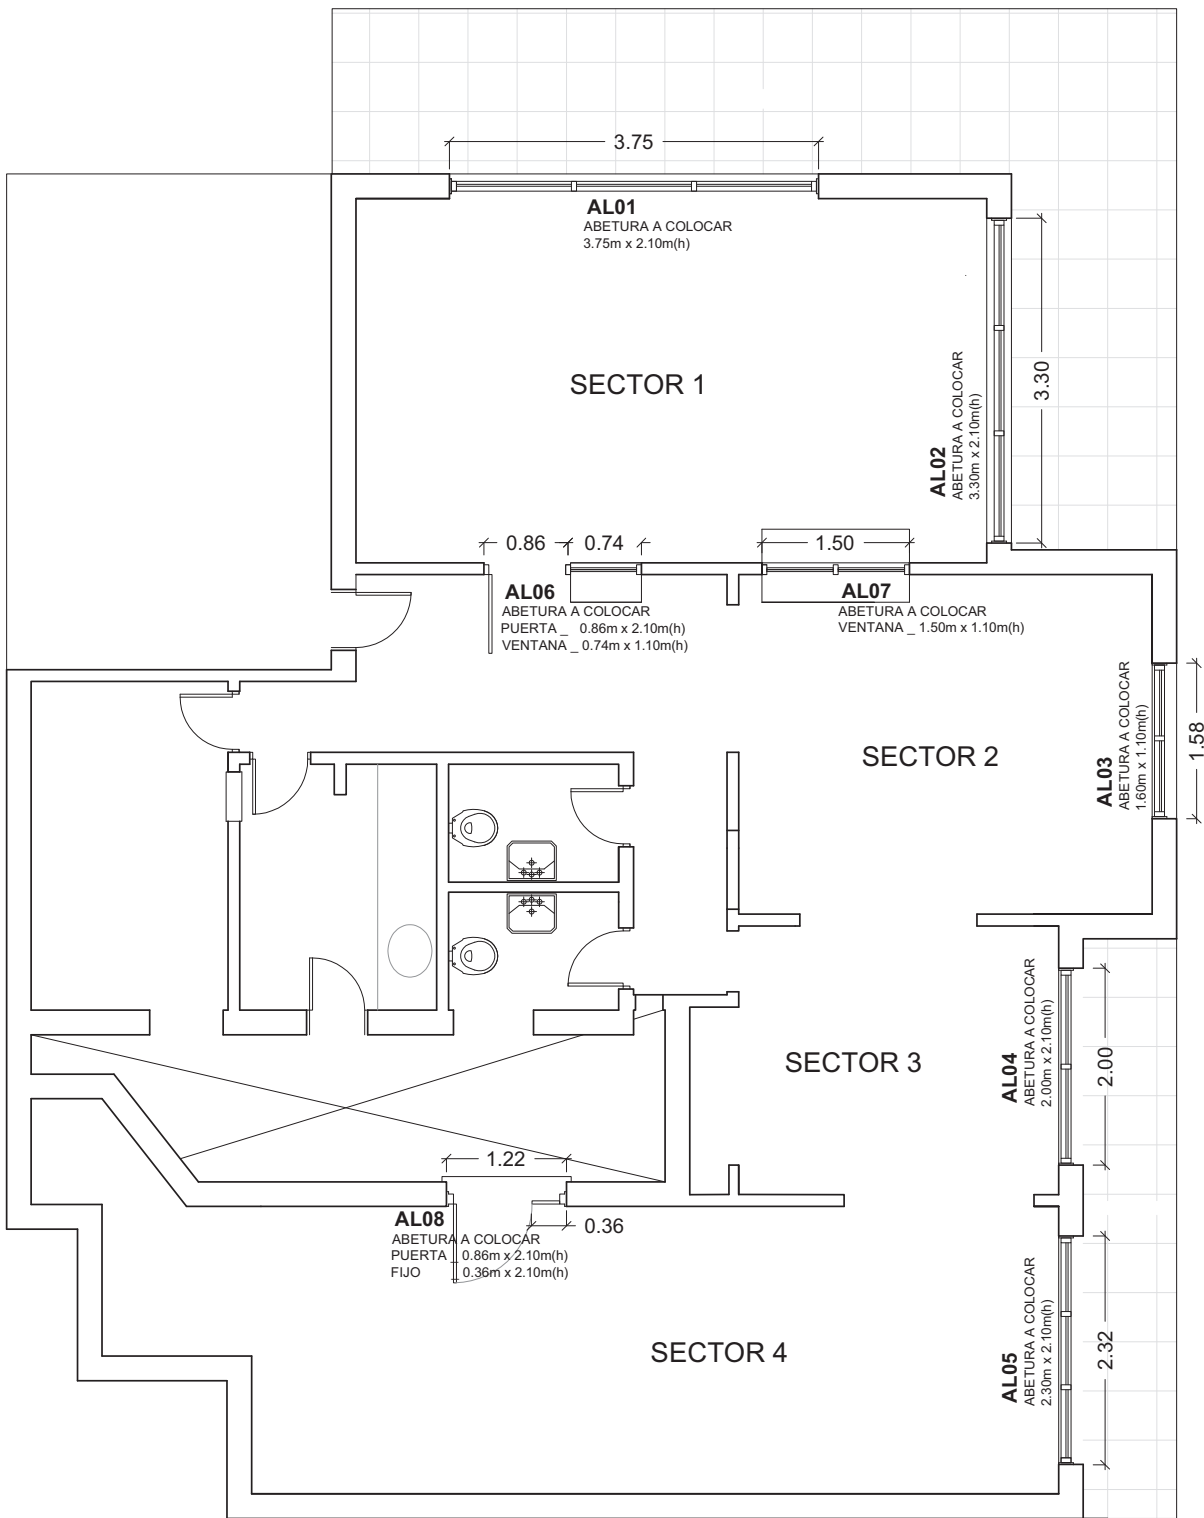 3.75
AL01
ABETURA A COLOCAR
3.75m x 2.10m(h)
SECTOR 1
AL02
ABETURA A COLOCAR
3.30m x 2.10m(h)
3.30
0.86
0.74
1.50
AL06
ABETURA A COLOCAR
PUERTA _ 0.86m x 2.10m(h)
VENTANA _ 0.74m x 1.10m(h)
AL07
ABETURA A COLOCAR
VENTANA _ 1.50m x 1.10m(h)
SECTOR 2
AL03
ABETURA A COLOCAR
1.60m x 1.10m(h)
1.58
SECTOR 3
AL04
ABETURA A COLOCAR
2.00m x 2.10m(h)
2.00
1.22
0.36
AL08
ABETURA A COLOCAR
PUERTA _ 0.86m x 2.10m(h)
FIJO _ 0.36m x 2.10m(h)
SECTOR 4
AL05
ABETURA A COLOCAR
2.30m x 2.10m(h)
2.32